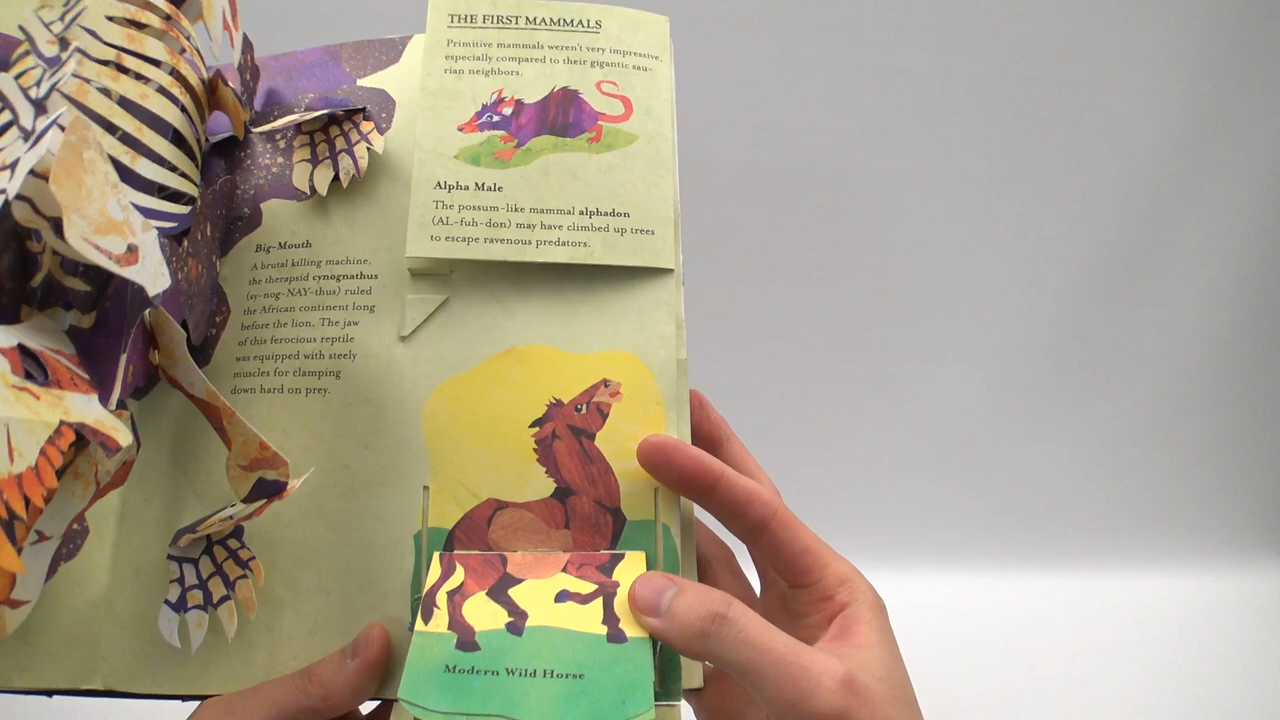 THE FIRST MAMMALS
Primitive mammals weren't very impressive,
especially compared to their gigantic sau-
rian neighbors.
Alpha Male
The possum-like mammal alphadon
(AL-fuh-don) may have climbed up trees
to escape ravenous predators.
Big-Mouth
A brutal killing machine,
the therapsid cynognathus
(sy-nog-NAY-thus) ruled
the African continent long
before the lion. The jaw
of this ferocious reptile
was equipped with steely
muscles for clamping
down hard on prey.
Modern Wild Horse